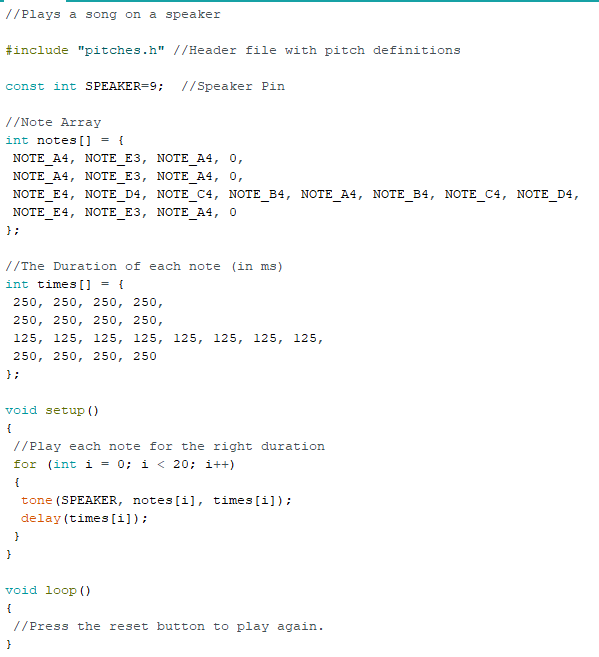 //Plays a song on a speaker
#include "pitches.h" //Header file with pitch definitions
const int SPEAKER=9;  //Speaker Pin
//Note Array
int notes[] = {
 NOTE_A4, NOTE_E3, NOTE_A4, 0,
 NOTE_A4, NOTE_E3, NOTE_A4, 0,
 NOTE_E4, NOTE_D4, NOTE_C4, NOTE_B4, NOTE_A4, NOTE_B4, NOTE_C4, NOTE_D4,
 NOTE_E4, NOTE_E3, NOTE_A4, 0
};
//The Duration of each note (in ms)
int times[] = {
 250, 250, 250, 250,
 250, 250, 250, 250,
 125, 125, 125, 125, 125, 125, 125, 125,
 250, 250, 250, 250
};
void setup()
{
 //Play each note for the right duration
 for (int i = 0; i < 20; i++)
 {
  tone(SPEAKER, notes[i], times[i]);
  delay(times[i]);
 }
}
void loop()
{
 //Press the reset button to play again.
}